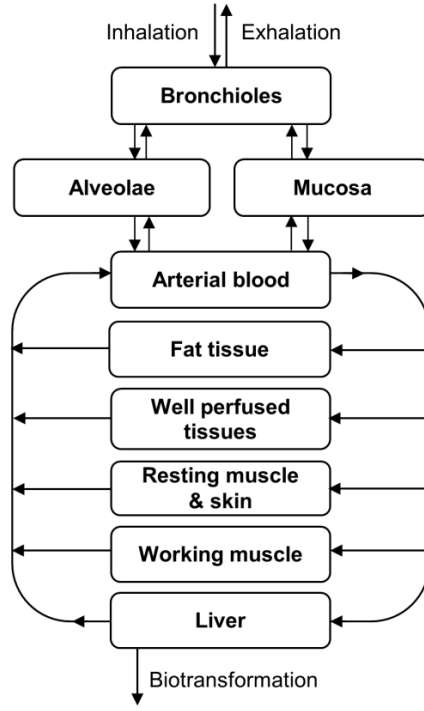 Inhalation
Exhalation
Bronchioles
Alveolae
Mucosa
Arterial blood
Fat tissue
Well perfused
tissues
Resting muscle
& skin
Working muscle
Liver
Biotransformation